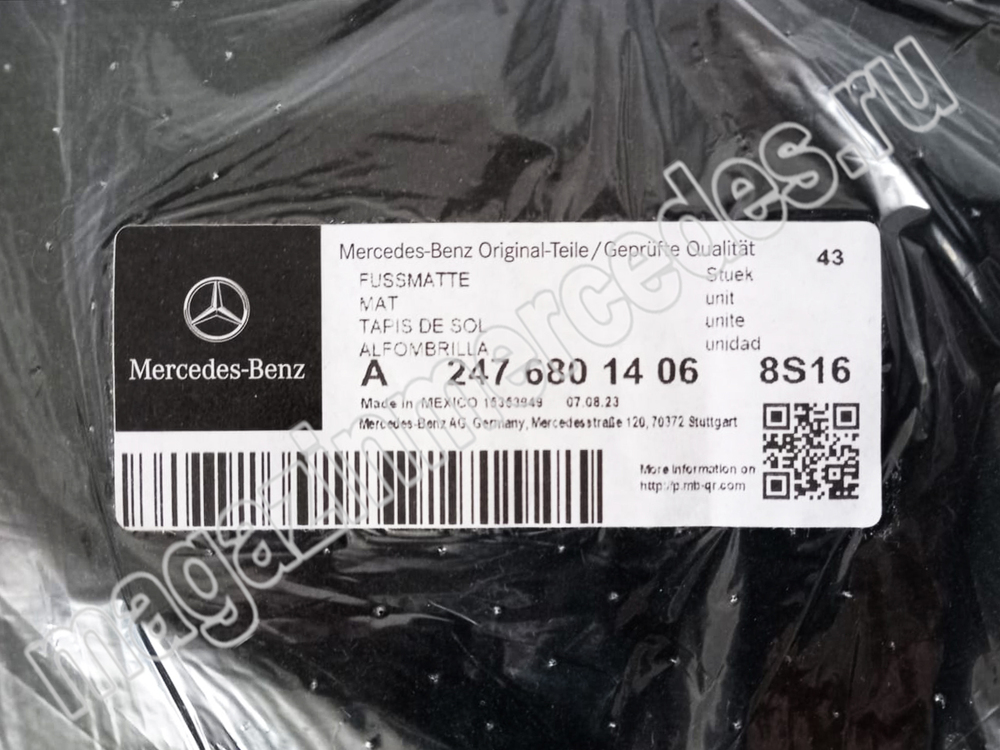 Mercedes-Benz Original-Teile/Geprüfte Qualität
43
FUSSMATTE
Stuek
MAT
unit
TAPIS DE SOL
unite
ALFOMBRILLA
unidad
Mercedes-Benz
A 247 680 14 06 8S16
Made in MEXICO 07.08.23
Mercedes-Benz AG, Germany, Mercedesstraße 120, 70372 Stuttgart
More information on
http://p.mb-qr.com
magazinmercedes.ru